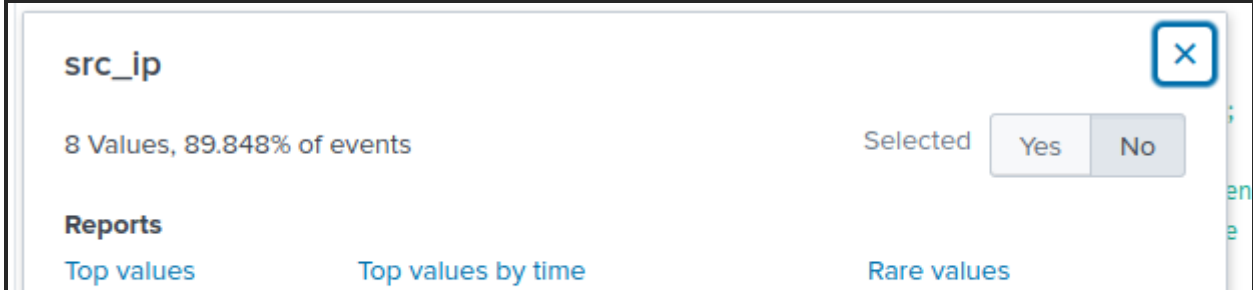 src_ip
8 Values, 89.848% of events
Selected Yes No
Reports
Top values Top values by time Rare values
;
en
e